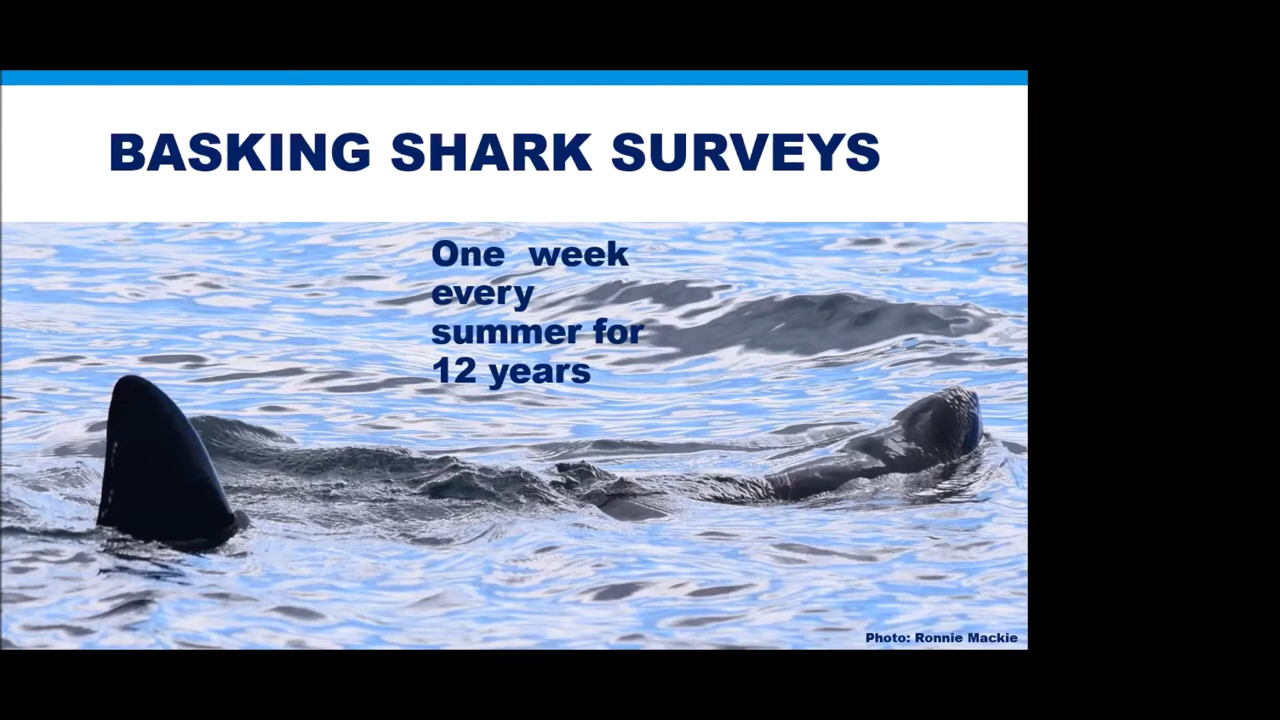 BASKING SHARK SURVEYS
One week
every
summer for
12 years
Photo: Ronnie Mackie